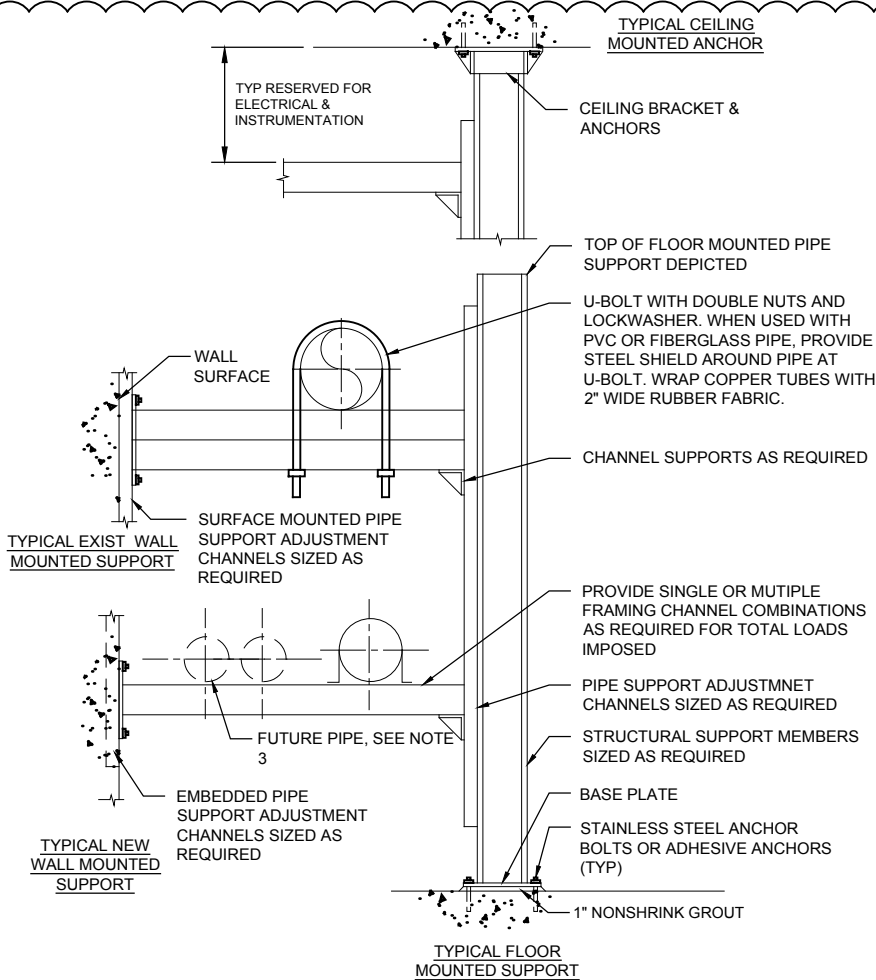 TYPICAL CEILING
MOUNTED ANCHOR
TYP RESERVED FOR
ELECTRICAL &
INSTRUMENTATION
CEILING BRACKET &
ANCHORS
TOP OF FLOOR MOUNTED PIPE
SUPPORT DEPICTED
U-BOLT WITH DOUBLE NUTS AND
LOCKWASHER. WHEN USED WITH
PVC OR FIBERGLASS PIPE, PROVIDE
STEEL SHIELD AROUND PIPE AT
U-BOLT. WRAP COPPER TUBES WITH
2" WIDE RUBBER FABRIC.
WALL
SURFACE
CHANNEL SUPPORTS AS REQUIRED
TYPICAL EXIST WALL
MOUNTED SUPPORT
SURFACE MOUNTED PIPE
SUPPORT ADJUSTMENT
CHANNELS SIZED AS
REQUIRED
PROVIDE SINGLE OR MUTIPLE
FRAMING CHANNEL COMBINATIONS
AS REQUIRED FOR TOTAL LOADS
IMPOSED
PIPE SUPPORT ADJUSTMNET
CHANNELS SIZED AS REQUIRED
FUTURE PIPE, SEE NOTE
3
STRUCTURAL SUPPORT MEMBERS
SIZED AS REQUIRED
EMBEDDED PIPE
SUPPORT ADJUSTMENT
CHANNELS SIZED AS
REQUIRED
BASE PLATE
TYPICAL NEW
WALL MOUNTED
SUPPORT
STAINLESS STEEL ANCHOR
BOLTS OR ADHESIVE ANCHORS
(TYP)
1" NONSHRINK GROUT
TYPICAL FLOOR
MOUNTED SUPPORT